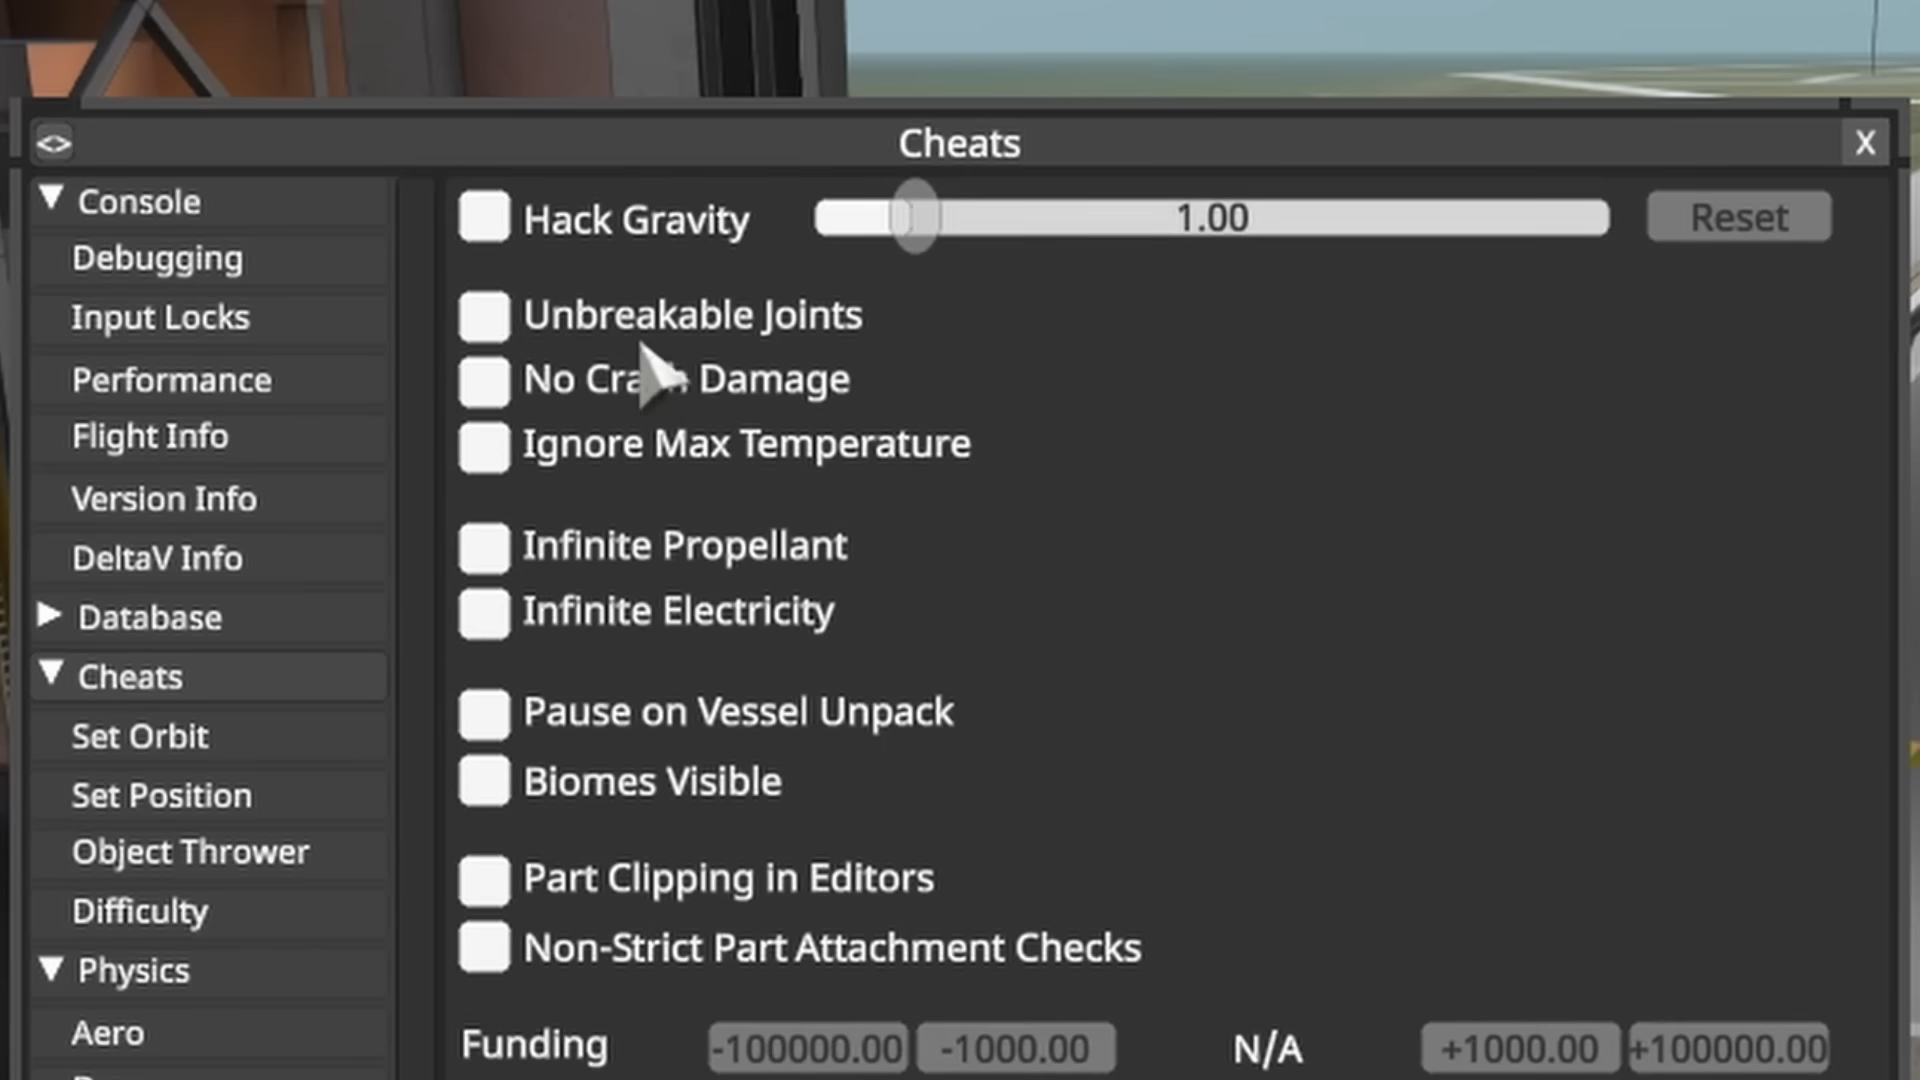 <> Cheats X
Console
Debugging
Input Locks
Performance
Flight Info
Version Info
DeltaV Info
Database
Cheats
Set Orbit
Set Position
Object Thrower
Difficulty
Physics
Aero
Hack Gravity 1.00 Reset
Unbreakable Joints
No Crash Damage
Ignore Max Temperature
Infinite Propellant
Infinite Electricity
Pause on Vessel Unpack
Biomes Visible
Part Clipping in Editors
Non-Strict Part Attachment Checks
Funding -100000.00 -1000.00 N/A +1000.00 +100000.00